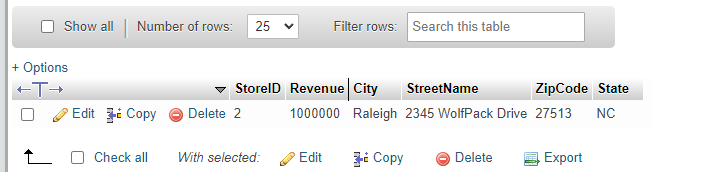 Show all Number of rows: 25 Filter rows: Search this table
+ Options
StoreID Revenue City StreetName ZipCode State
Edit Copy Delete 2 1000000 Raleigh 2345 WolfPack Drive 27513 NC
Check all With selected: Edit Copy Delete Export